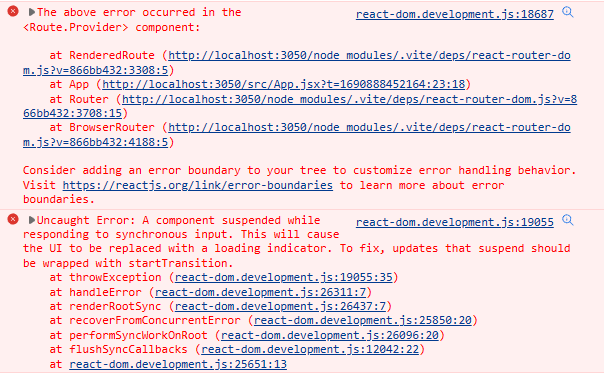 The above error occurred in the react-dom.development.js:18687
<Route.Provider> component:
at RenderedRoute (http://localhost:3050/node_modules/.vite/deps/react-router-do
m.js?v=866bb432:3308:5)
at App (http://localhost:3050/src/App.jsx?t=1690888452164:23:18)
at Router (http://localhost:3050/node_modules/.vite/deps/react-router-dom.js?v=8
66bb432:3708:15)
at BrowserRouter (http://localhost:3050/node_modules/.vite/deps/react-router-do
m.js?v=866bb432:4188:5)
Consider adding an error boundary to your tree to customize error handling behavior.
Visit https://reactjs.org/link/error-boundaries to learn more about error
boundaries.
Uncaught Error: A component suspended while react-dom.development.js:19055
responding to synchronous input. This will cause
the UI to be replaced with a loading indicator. To fix, updates that suspend should
be wrapped with startTransition.
at throwException (react-dom.development.js:19055:35)
at handleError (react-dom.development.js:26311:7)
at renderRootSync (react-dom.development.js:26437:7)
at recoverFromConcurrentError (react-dom.development.js:25850:20)
at performSyncWorkOnRoot (react-dom.development.js:26096:20)
at flushSyncCallbacks (react-dom.development.js:12042:22)
at react-dom.development.js:25651:13